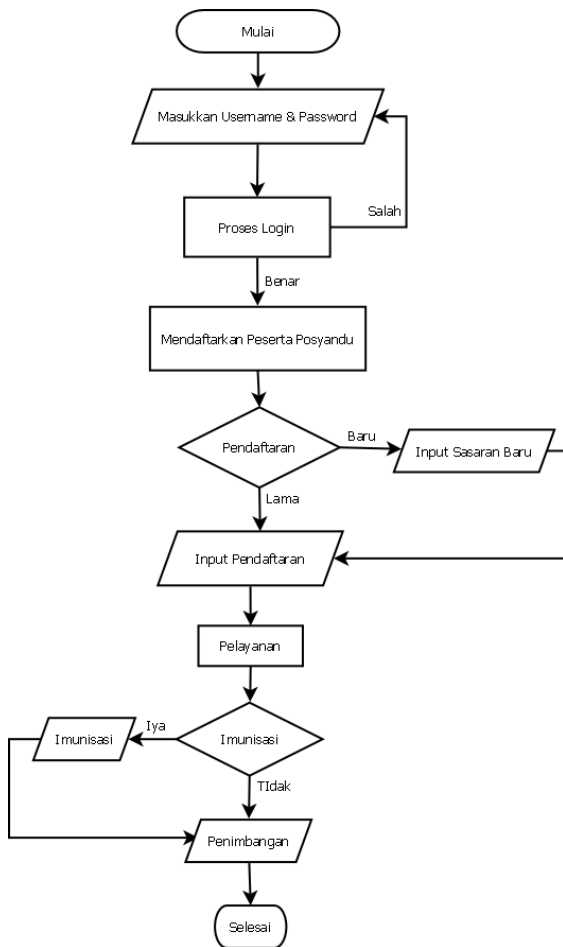 Mulai
Masukkan Username & Password
Salah
Proses Login
Benar
Mendaftarkan Peserta Posyandu
Baru
Pendaftaran
Input Sasaran Baru
Lama
Input Pendaftaran
Pelayanan
Iya
Imunisasi
Imunisasi
TIdak
Penimbangan
Selesai